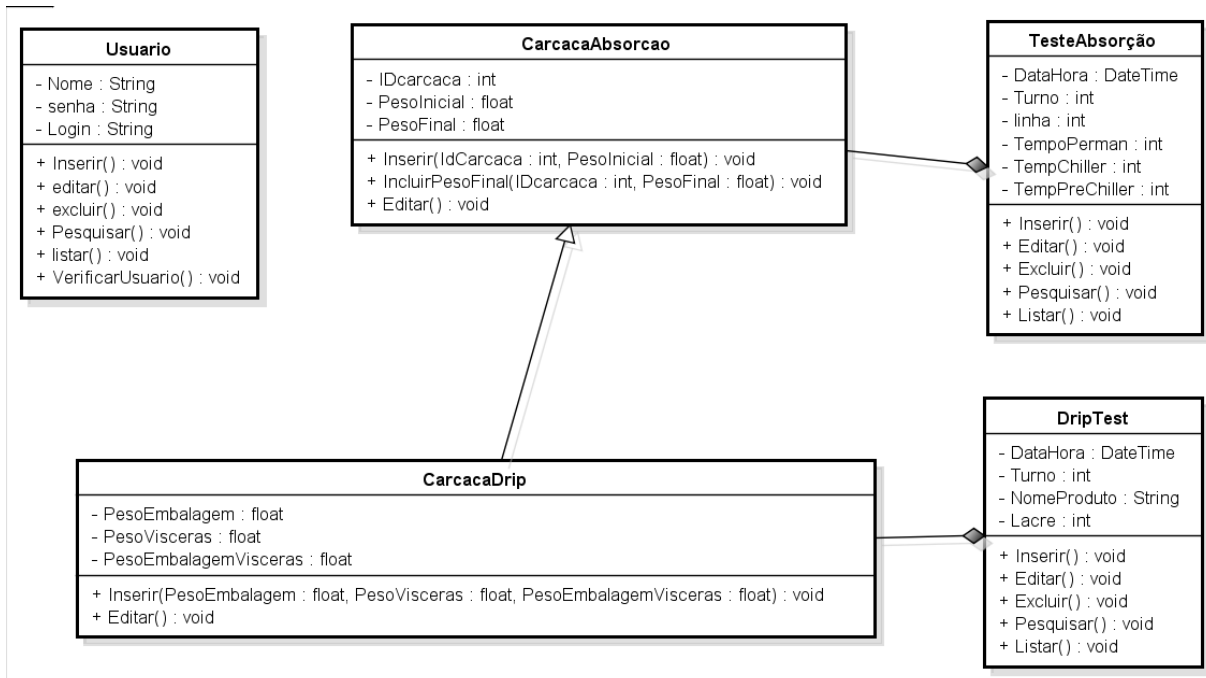 Usuario
- Nome : String
- senha : String
- Login : String
+ Inserir() : void
+ editar() : void
+ excluir() : void
+ Pesquisar() : void
+ listar() : void
+ VerificarUsuario() : void
CarcacaAbsorcao
- IDcarcaca : int
- PesoInicial : float
- PesoFinal : float
+ Inserir(IdCarcaca : int, PesoInicial : float) : void
+ IncluirPesoFinal(IDcarcaca : int, PesoFinal : float) : void
+ Editar() : void
TesteAbsorção
- DataHora : DateTime
- Turno : int
- linha : int
- TempoPerman : int
- TempChiller : int
- TempPreChiller : int
+ Inserir() : void
+ Editar() : void
+ Excluir() : void
+ Pesquisar() : void
+ Listar() : void
CarcacaDrip
- PesoEmbalagem : float
- PesoVisceras : float
- PesoEmbalagemVisceras : float
+ Inserir(PesoEmbalagem : float, PesoVisceras : float, PesoEmbalagemVisceras : float) : void
+ Editar() : void
DripTest
- DataHora : DateTime
- Turno : int
- NomeProduto : String
- Lacre : int
+ Inserir() : void
+ Editar() : void
+ Excluir() : void
+ Pesquisar() : void
+ Listar() : void